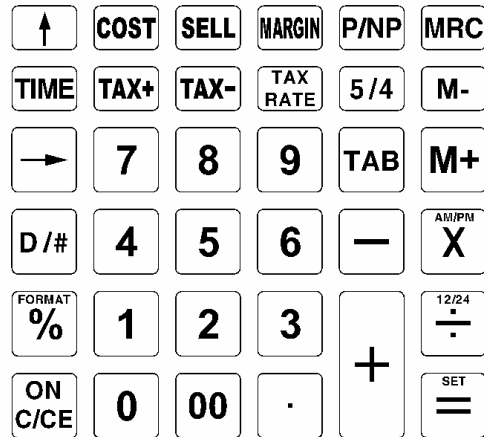 ↑ COST SELL MARGIN P/NP MRC
TIME TAX+ TAX- TAX RATE 5/4 M-
→ 7 8 9 TAB M+
D/# 4 5 6 — AM/PM X
FORMAT % 1 2 3 + 12/24 ÷
ON C/CE 0 00 . SET =